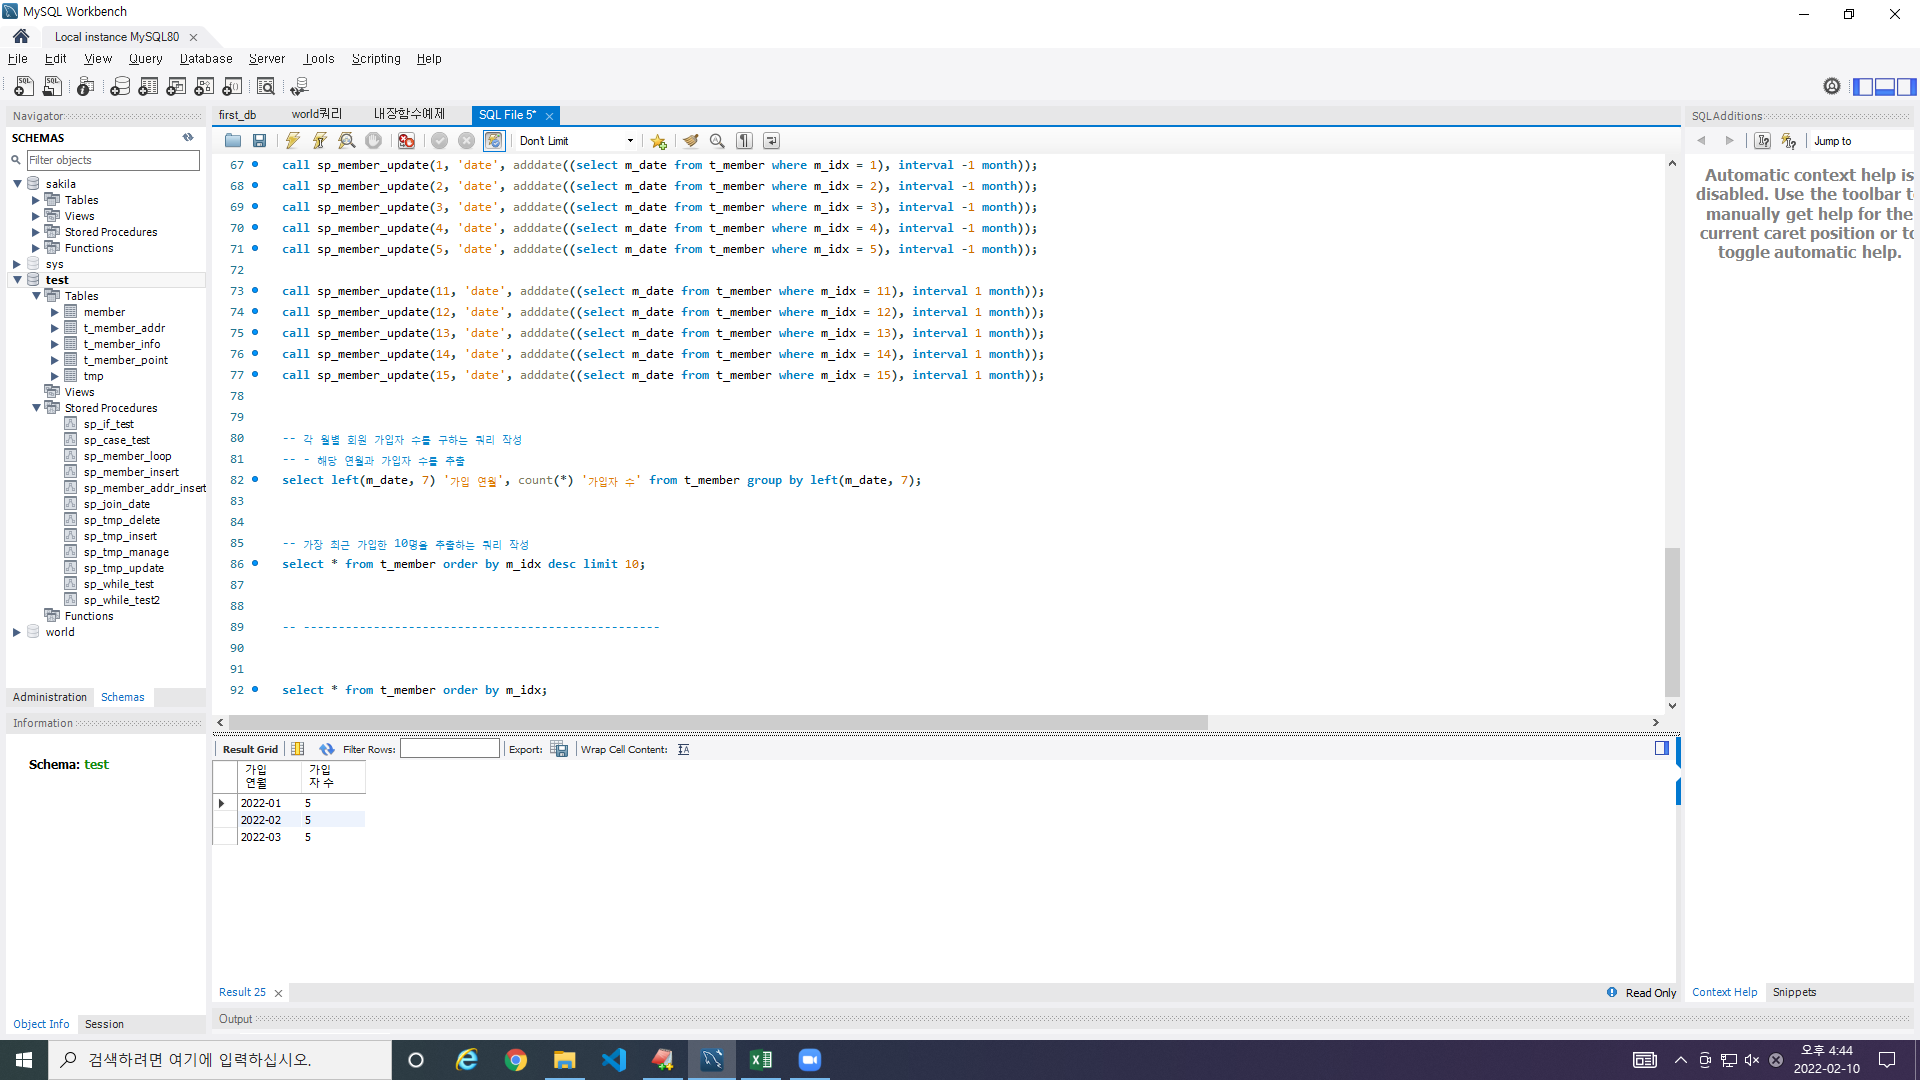 MySQL Workbench
Local instance MySQL80
File Edit View Query Database Server Tools Scripting Help
Navigator
SCHEMAS
Filter objects
sakila
Tables
Views
Stored Procedures
Functions
sys
test
Tables
member
t_member_addr
t_member_info
t_member_point
tmp
Views
Stored Procedures
sp_if_test
sp_case_test
sp_member_loop
sp_member_insert
sp_member_addr_insert
sp_join_date
sp_tmp_delete
sp_tmp_insert
sp_tmp_manage
sp_tmp_update
sp_while_test
sp_while_test2
Functions
world
Administration Schemas
Information
Schema: test
Object Info Session
first_db world쿼리 내장함수예제 SQL File 5*
Don't Limit
67 call sp_member_update(1, 'date', adddate((select m_date from t_member where m_idx = 1), interval -1 month));
68 call sp_member_update(2, 'date', adddate((select m_date from t_member where m_idx = 2), interval -1 month));
69 call sp_member_update(3, 'date', adddate((select m_date from t_member where m_idx = 3), interval -1 month));
70 call sp_member_update(4, 'date', adddate((select m_date from t_member where m_idx = 4), interval -1 month));
71 call sp_member_update(5, 'date', adddate((select m_date from t_member where m_idx = 5), interval -1 month));
72
73 call sp_member_update(11, 'date', adddate((select m_date from t_member where m_idx = 11), interval 1 month));
74 call sp_member_update(12, 'date', adddate((select m_date from t_member where m_idx = 12), interval 1 month));
75 call sp_member_update(13, 'date', adddate((select m_date from t_member where m_idx = 13), interval 1 month));
76 call sp_member_update(14, 'date', adddate((select m_date from t_member where m_idx = 14), interval 1 month));
77 call sp_member_update(15, 'date', adddate((select m_date from t_member where m_idx = 15), interval 1 month));
78
79
80 -- 각 월별 회원 가입자 수를 구하는 쿼리 작성
81 -- - 해당 연월과 가입자 수를 추출
82 select left(m_date, 7) '가입 연월', count(*) '가입자 수' from t_member group by left(m_date, 7);
83
84
85 -- 가장 최근 가입한 10명을 추출하는 쿼리 작성
86 select * from t_member order by m_idx desc limit 10;
87
88
89 -- ---------------------------------------------------
90
91
92 select * from t_member order by m_idx;
Result Grid Filter Rows: Export: Wrap Cell Content:
가입 연월 가입자 수
2022-01 5
2022-02 5
2022-03 5
Result 25
Read Only
Output
SQLAdditions
Jump to
Automatic context help is
disabled. Use the toolbar t
manually get help for the
current caret position or to
toggle automatic help.
Context Help Snippets
검색하려면 여기에 입력하십시오.
오후 4:44
2022-02-10